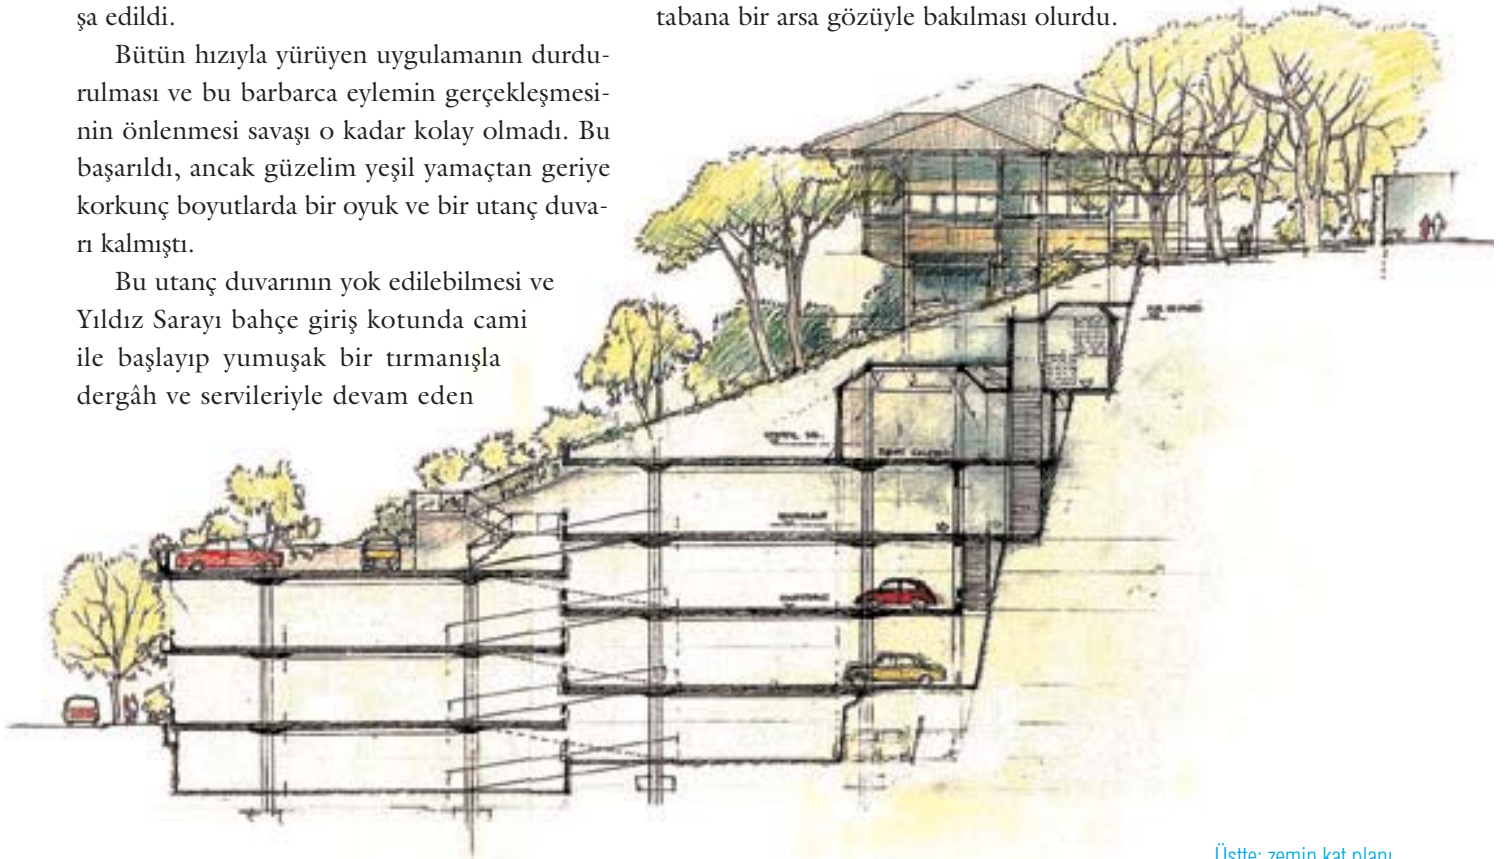 şa edildi.
Bütün hızıyla yürüyen uygulamanın durdu-
rulması ve bu barbarca eylemin gerçekleşmesi-
nin önlenmesi savaşı o kadar kolay olmadı. Bu
başarıldı, ancak güzelim yeşil yamaçtan geriye
korkunç boyutlarda bir oyuk ve bir utanç duva-
rı kalmıştı.
Bu utanç duvarının yok edilebilmesi ve
Yıldız Sarayı bahçe giriş kotunda cami
ile başlayıp yumuşak bir tırmanışla
dergâh ve servileriyle devam eden
tabana bir arsa gözüyle bakılması olurdu.
Üstte: zemin kat planı